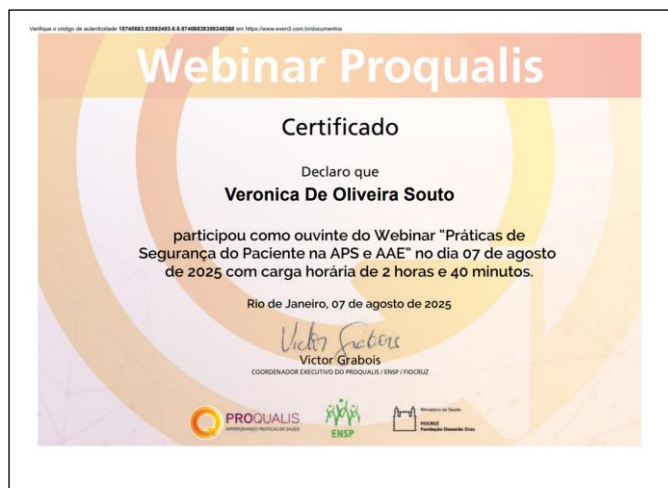 Verifique o código de autenticidade 18740683.83592493.6.8.87406838359249388 em https://www.even3.com.br/documentos
Webinar Proqualis
Certificado
Declaro que
Veronica De Oliveira Souto
participou como ouvinte do Webinar "Práticas de
Segurança do Paciente na APS e AAE" no dia 07 de agosto
de 2025 com carga horária de 2 horas e 40 minutos.
Rio de Janeiro, 07 de agosto de 2025
Victor Grabois
Victor Grabois
COORDENADOR EXECUTIVO DO PROQUALIS / ENSP / FIOCRUZ
PROQUALIS
APRIMORANDO PRÁTICAS DE SAÚDE
ENSP
Ministério da Saúde
FIOCRUZ
Fundação Oswaldo Cruz